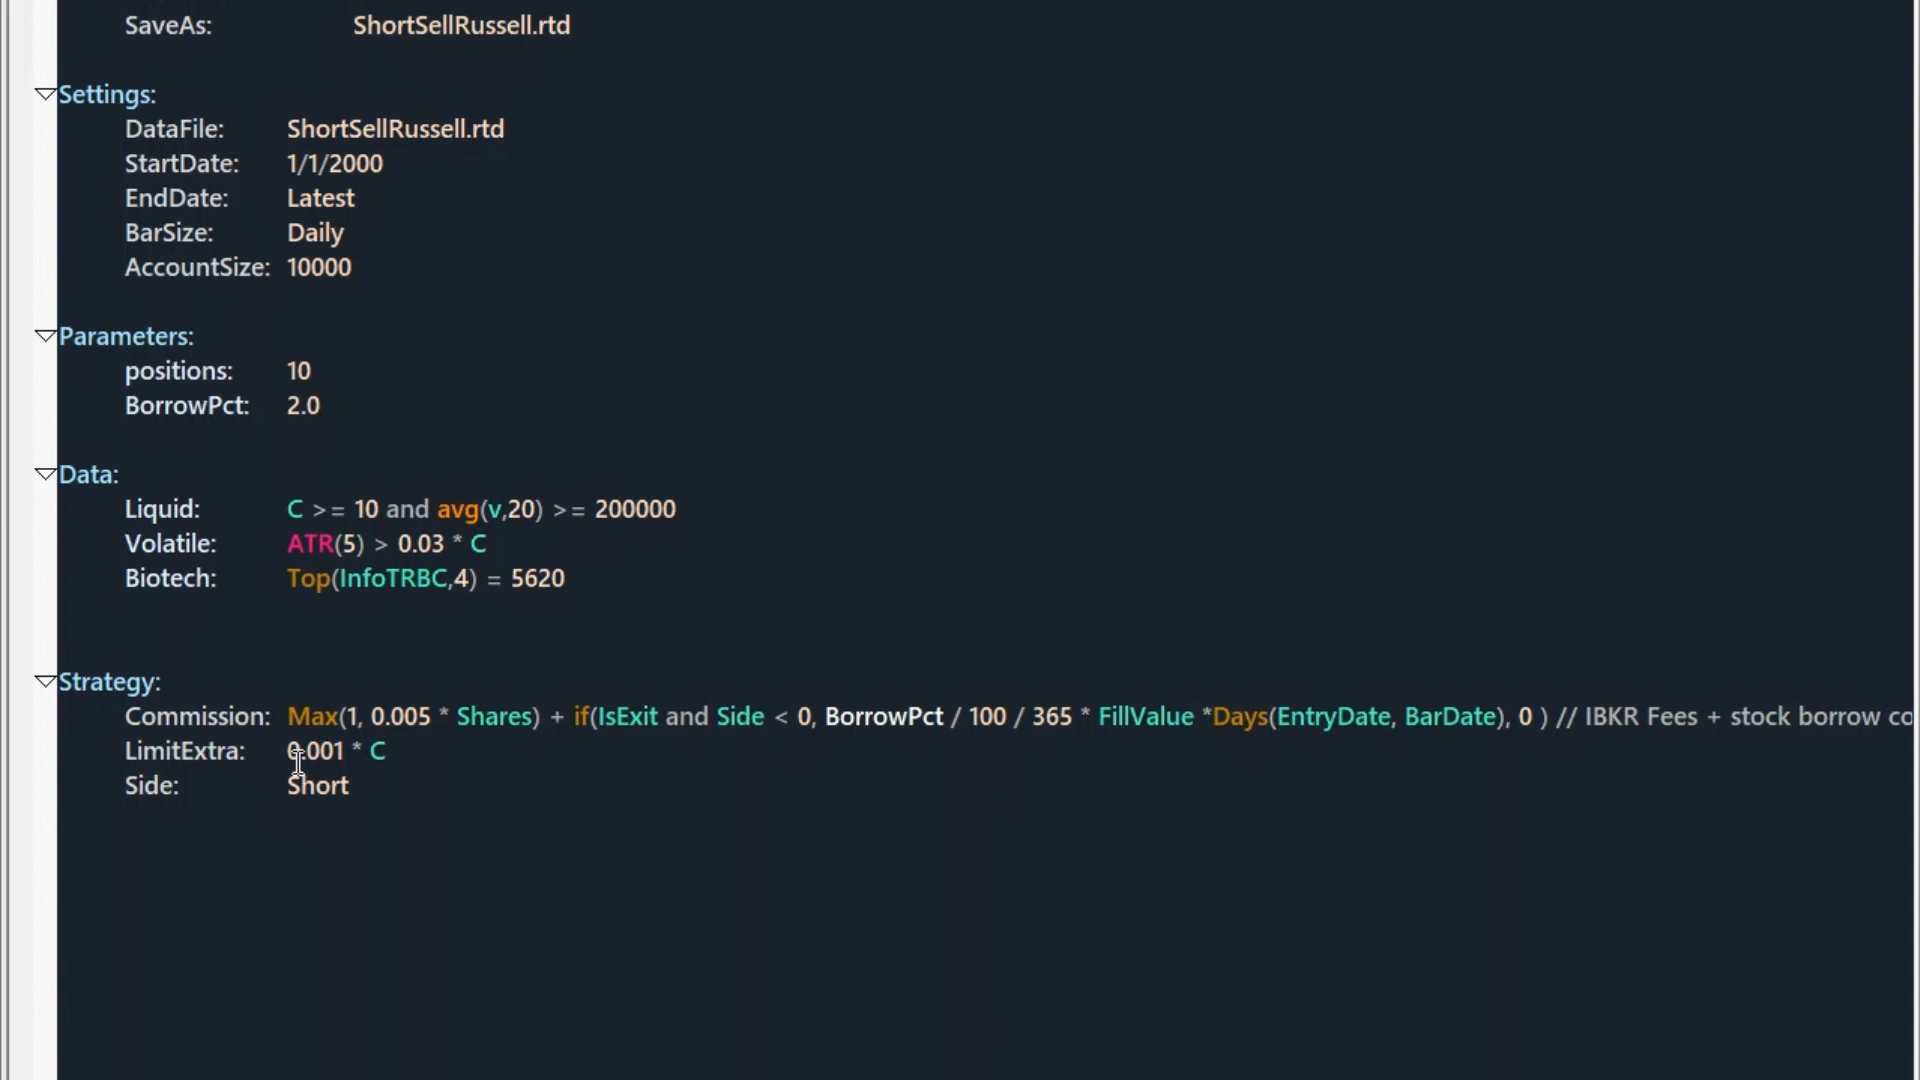 SaveAs: ShortSellRussell.rtd
Settings:
DataFile: ShortSellRussell.rtd
StartDate: 1/1/2000
EndDate: Latest
BarSize: Daily
AccountSize: 10000
Parameters:
positions: 10
BorrowPct: 2.0
Data:
Liquid: C >= 10 and avg(v,20) >= 200000
Volatile: ATR(5) > 0.03 * C
Biotech: Top(InfoTRBC,4) = 5620
Strategy:
Commission: Max(1, 0.005 * Shares) + if(IsExit and Side < 0, BorrowPct / 100 / 365 * FillValue *Days(EntryDate, BarDate), 0 ) // IBKR Fees + stock borrow co
LimitExtra: 0.001 * C
Side: Short